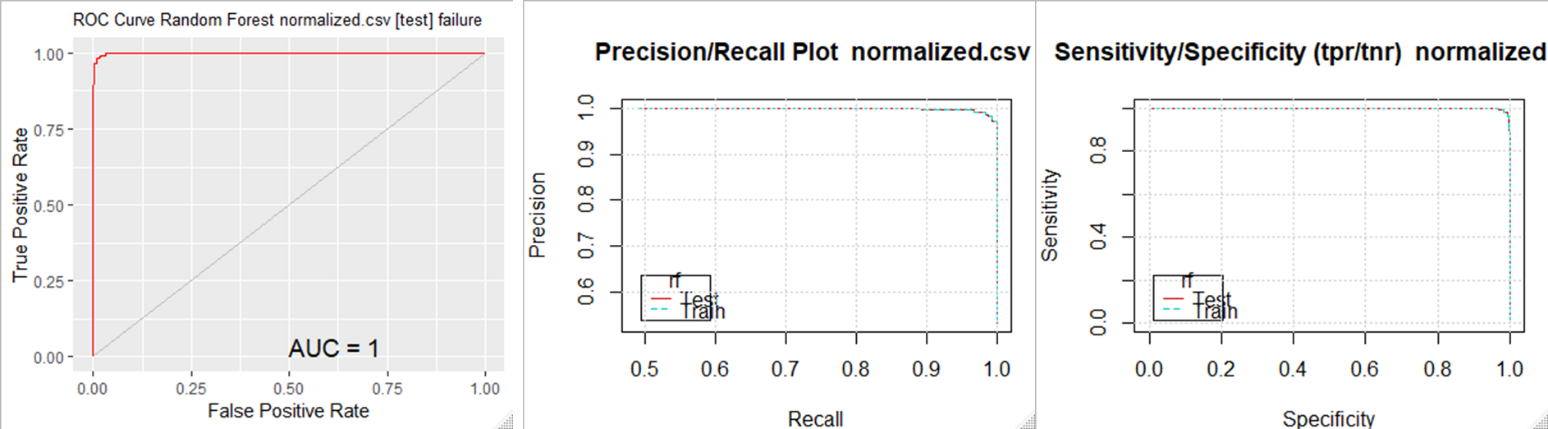 ROC Curve Random Forest normalized.csv [test] failure
True Positive Rate
1.00
0.75
0.50
0.25
0.00
AUC = 1
0.00 0.25 0.50 0.75 1.00
False Positive Rate
Precision/Recall Plot normalized.csv
Precision
1.0
0.9
0.8
0.7
0.6
rf
Test
Train
0.5 0.6 0.7 0.8 0.9 1.0
Recall
Sensitivity/Specificity (tpr/tnr) normalized
Sensitivity
0.8
0.4
0.0
rf
Test
Train
0.0 0.2 0.4 0.6 0.8 1.0
Specificity